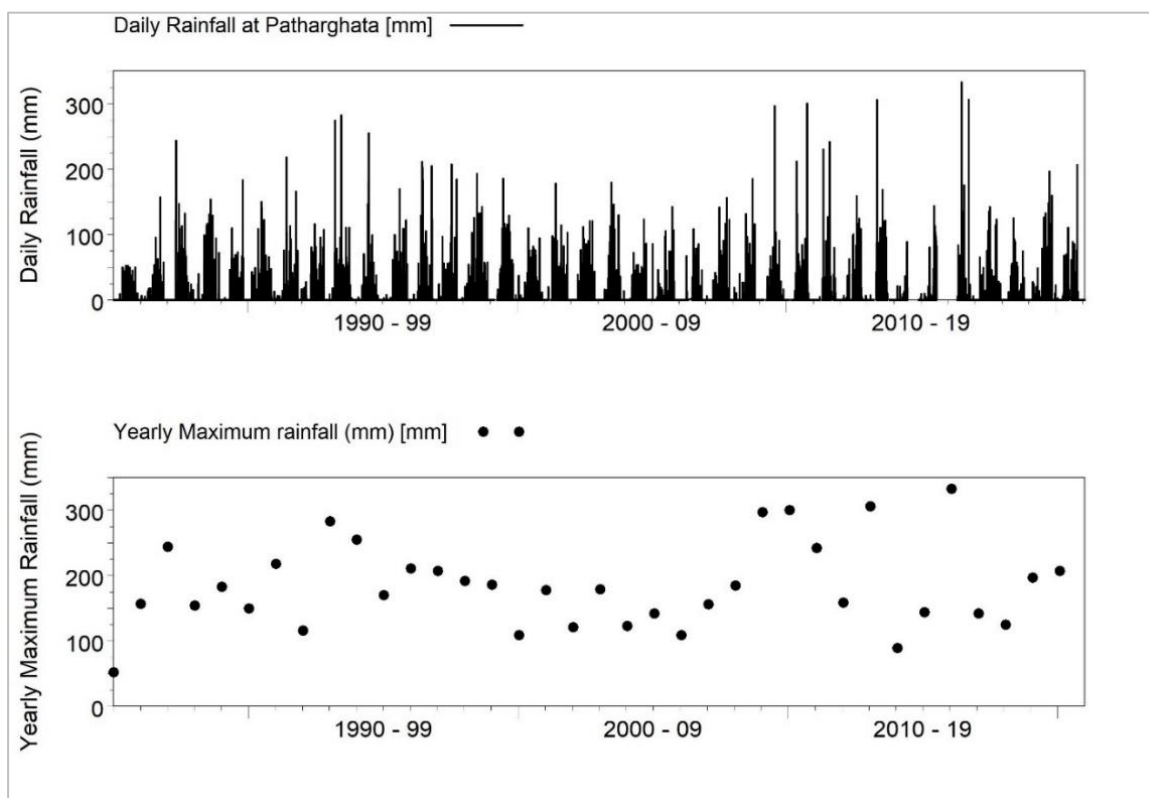 Daily Rainfall at Patharghata [mm]
Daily Rainfall (mm)
300
200
100
0
1990 - 99
2000 - 09
2010 - 19
Yearly Maximum rainfall (mm) [mm]
Yearly Maximum Rainfall (mm)
300
200
100
0
1990 - 99
2000 - 09
2010 - 19